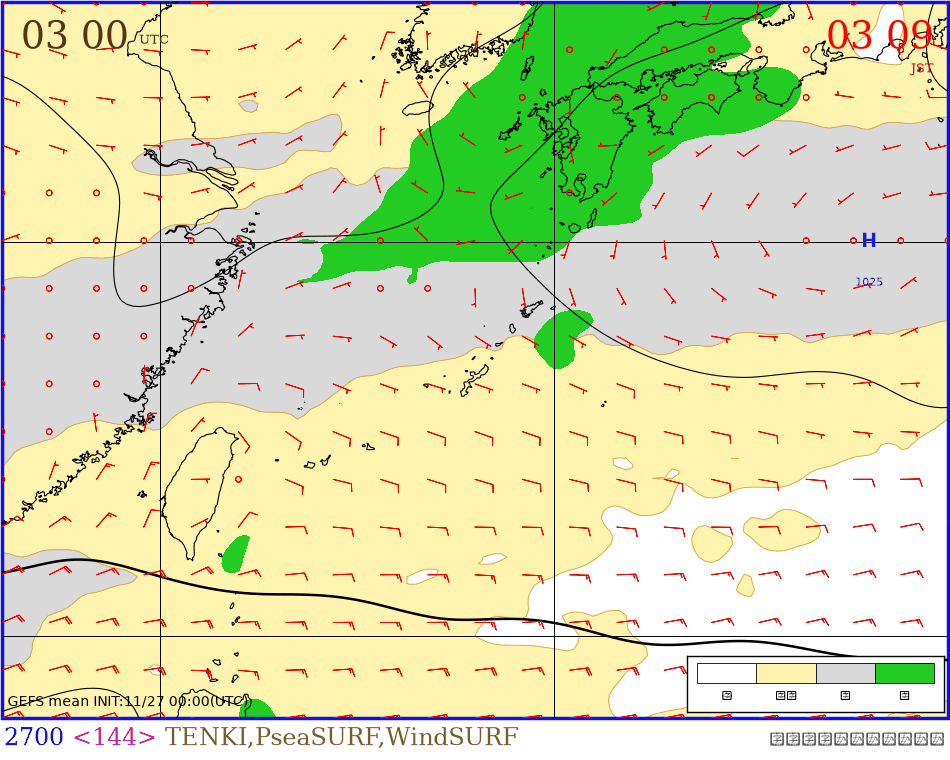 03 00 UTC
03 09
JST
H
1025
GEFS mean INIT:11/27 00:00(UTC)
2700 <144> TENKI,PseaSURF,WindSURF